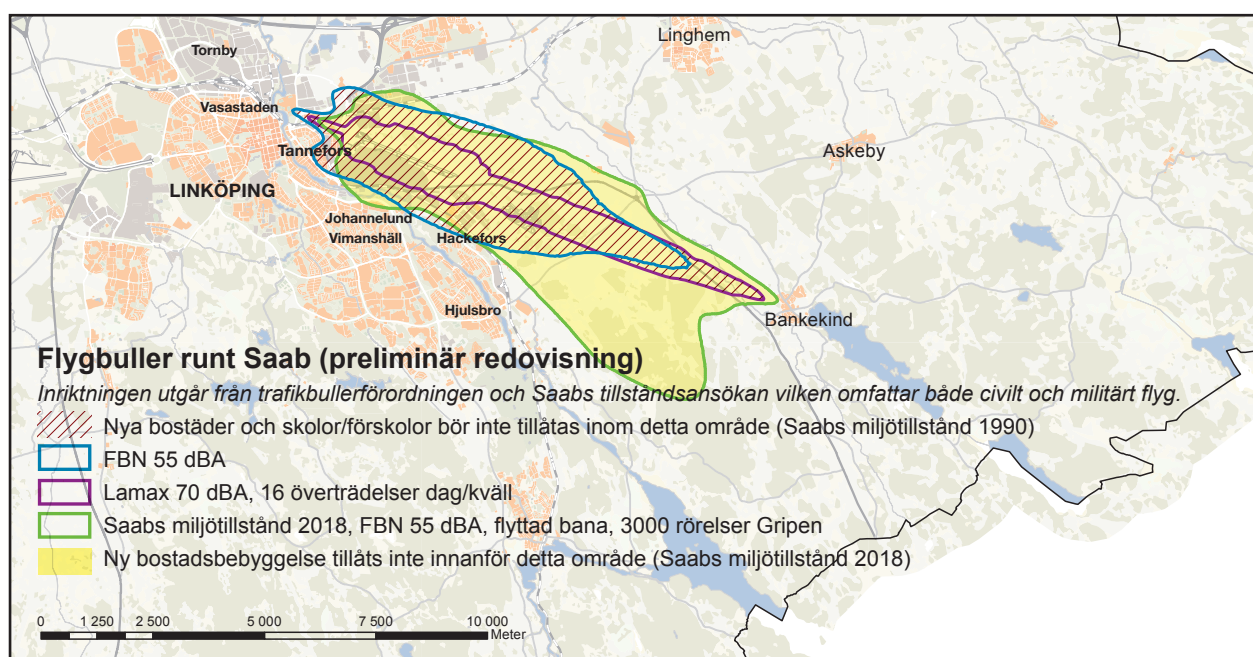 Linghem
Tornby
Vasastaden
Askeby
Tannefors
LINKÖPING
Johannelund
Vimanshäll
Hackefors
Hjulsbro
Bankekind
Flygbuller runt Saab (preliminär redovisning)
Inriktningen utgår från trafikbullerförordningen och Saabs tillståndsansökan vilken omfattar både civilt och militärt flyg.
Nya bostäder och skolor/förskolor bör inte tillåtas inom detta område (Saabs miljötillstånd 1990)
FBN 55 dBA
Lamax 70 dBA, 16 överträdelser dag/kväll
Saabs miljötillstånd 2018, FBN 55 dBA, flyttad bana, 3000 rörelser Gripen
Ny bostadsbebyggelse tillåts inte innanför detta område (Saabs miljötillstånd 2018)
0 1 250 2 500 5 000 7 500 10 000
Meter